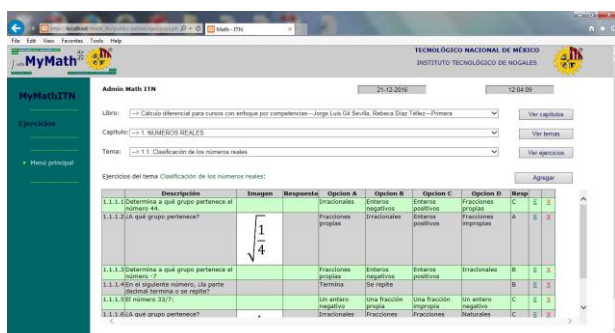 Math - ITN
File Edit View Favorites Tools Help
MyMath
TECNOLÓGICO NACIONAL DE MÉXICO
INSTITUTO TECNOLÓGICO DE NOGALES
MyMathITN
Admin Math ITN
21-12-2016
12:04:09
Ejercicios
Libro: --> Cálculo diferencial para cursos con enfoque por competencias---Jorge Luis Gil Sevilla, Rebeca Díaz Téllez---Primera
Ver capítulos
Capítulo: --> 1. NÚMEROS REALES
Ver temas
Menú principal
Tema: --> 1.1. Clasificación de los números reales
Ver ejercicios
Ejercicios del tema Clasificación de los números reales:
Agregar
Descripción Imagen Respuesta Opcion A Opcion B Opcion C Opcion D Resp
1.1.1.1 Determina a qué grupo pertenece el número 44. Irracionales Enteros negativos Enteros positivos Fracciones propias C E X
1.1.1.2 ¿A qué grupo pertenece? √1/4 Fracciones propias Irracionales Enteros positivos Fracciones impropias A E X
1.1.1.3 Determina a qué grupo pertenece el número -7 Fracciones propias Enteros negativos Enteros positivos Irracionales B E X
1.1.1.4 En el siguiente número, ¿la parte decimal termina o se repite? Termina Se repite B E X
1.1.1.5 El número 33/7: Un entero negativo Una fracción propia Una fracción impropia Un entero negativo C E X
1.1.1.6 ¿A qué grupo pertenece? Irracionales Fracciones Fracciones Naturales C E X